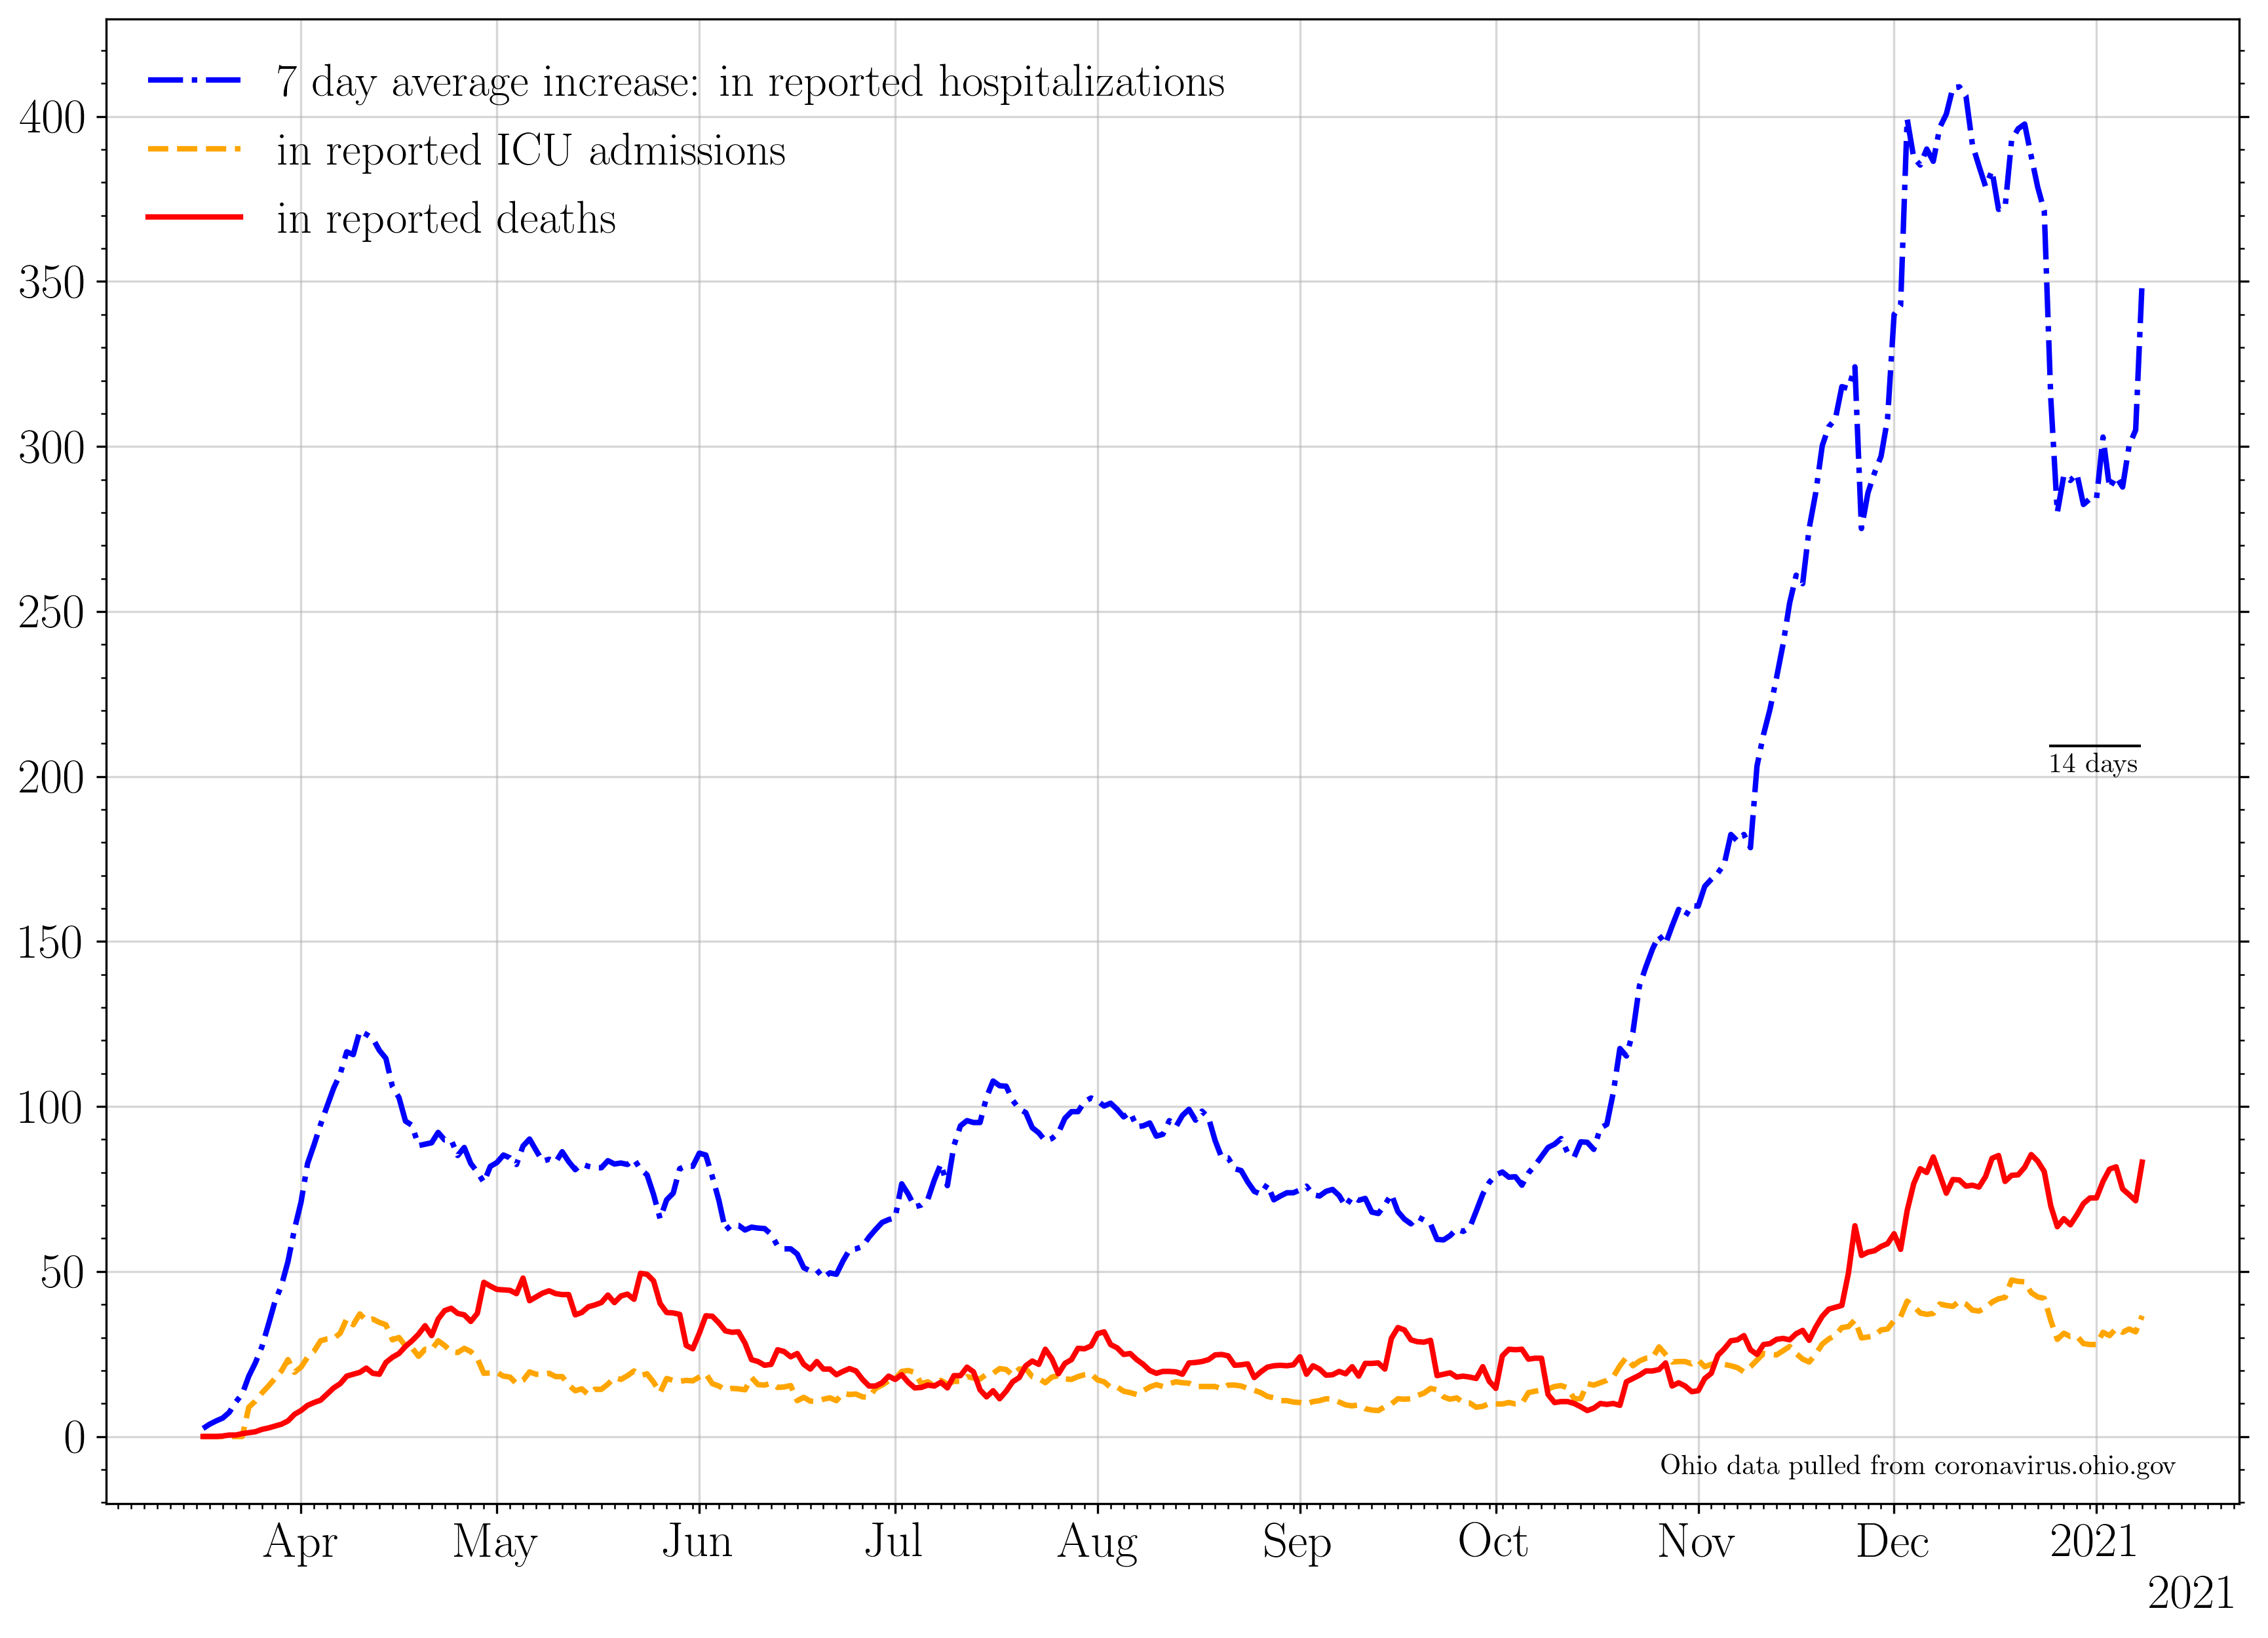 7 day average increase: in reported hospitalizations
in reported ICU admissions
in reported deaths
400
350
300
250
200
150
100
50
0
14 days
Ohio data pulled from coronavirus.ohio.gov
Apr May Jun Jul Aug Sep Oct Nov Dec 2021
2021